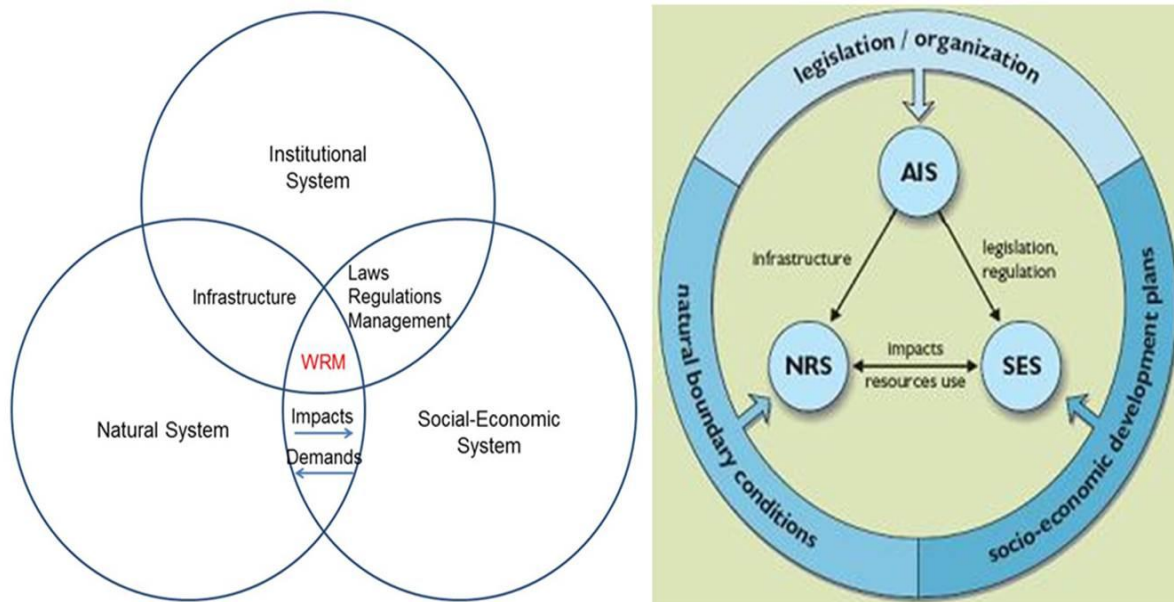 Institutional
System
Infrastructure
Laws
Regulations
Management
WRM
Natural System
Impacts
Demands
Social-Economic
System
legislation / organization
AIS
infrastructure
legislation,
regulation
NRS
impacts
resources use
SES
natural boundary conditions
socio-economic development plans